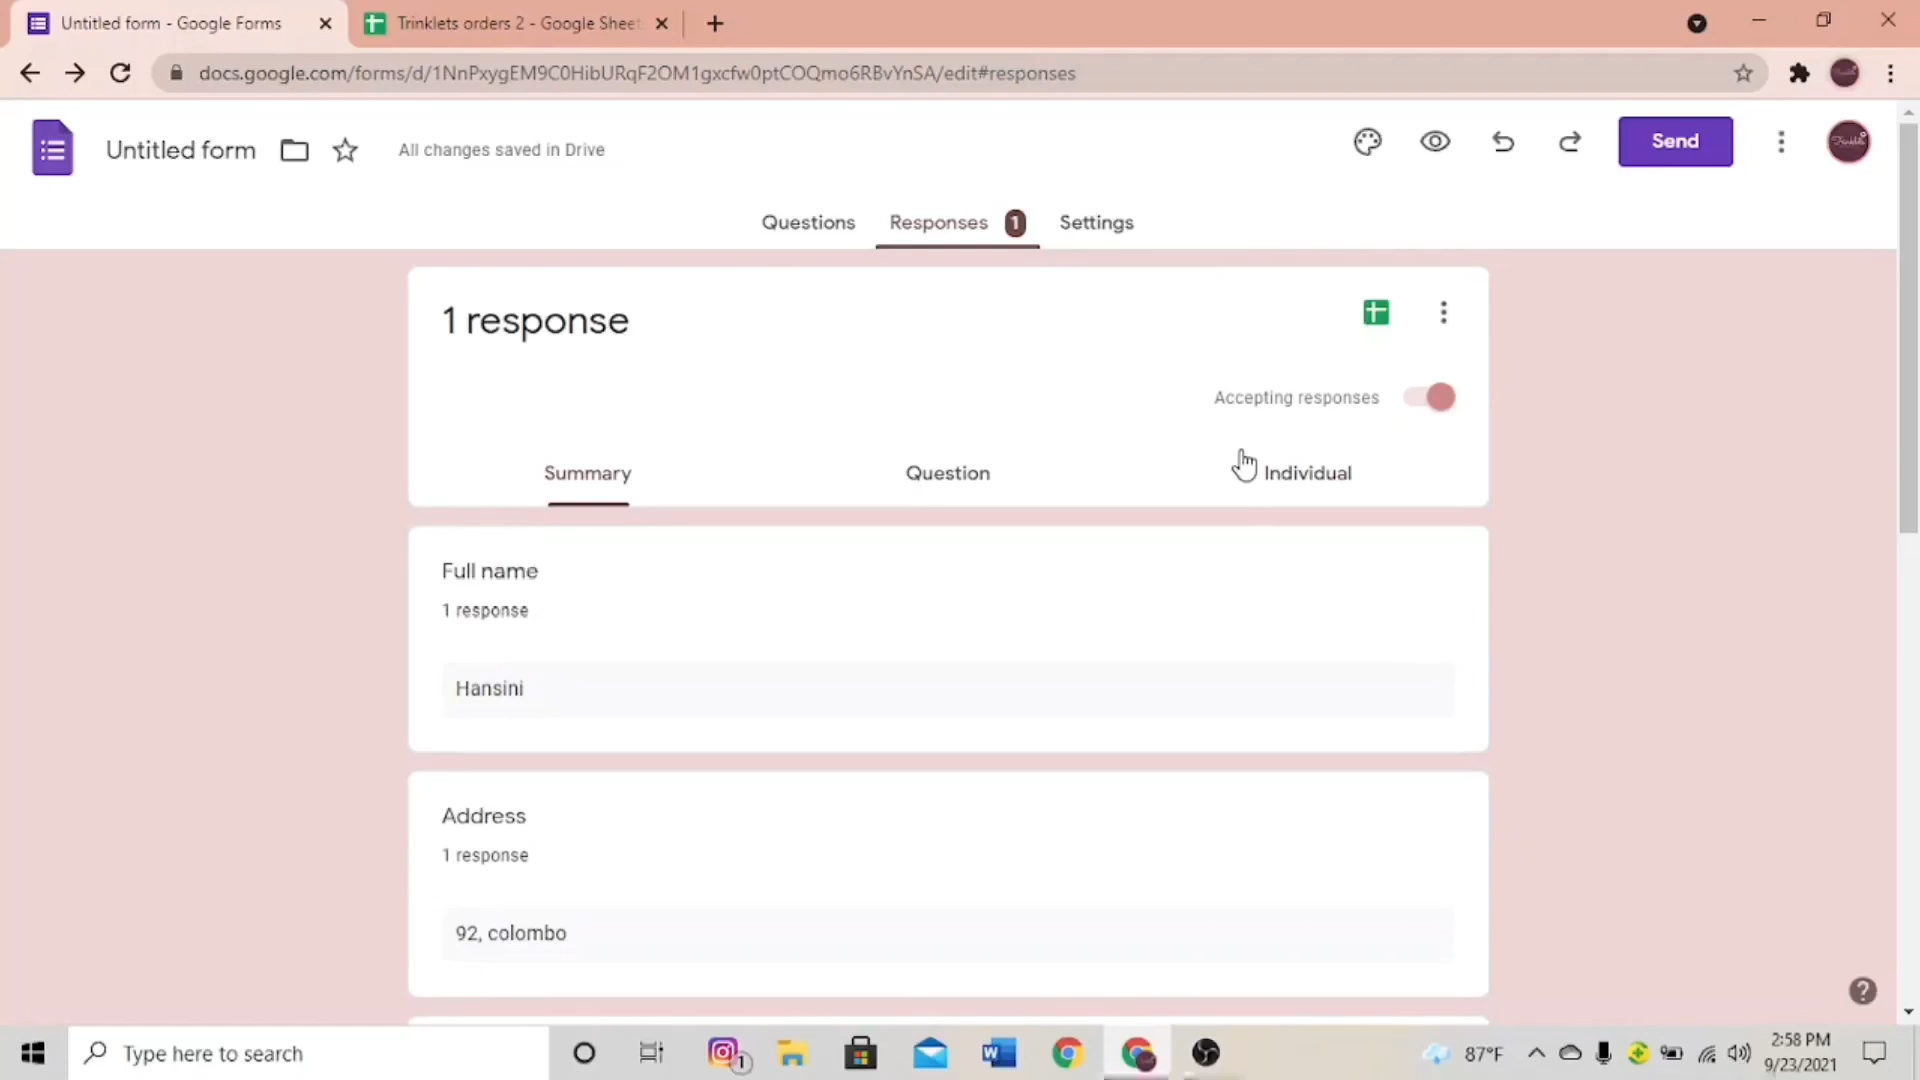 Untitled form - Google Forms
Trinklets orders 2 - Google Sheet
docs.google.com/forms/d/1NnPxygEM9C0HibURqF2OM1gxcfw0ptCOQmo6RBvYnSA/edit#responses
Untitled form
All changes saved in Drive
Send
Questions
Responses 1
Settings
1 response
Accepting responses
Summary
Question
Individual
Full name
1 response
Hansini
Address
1 response
92, colombo
Type here to search
1
87°F
2:58 PM
9/23/2021